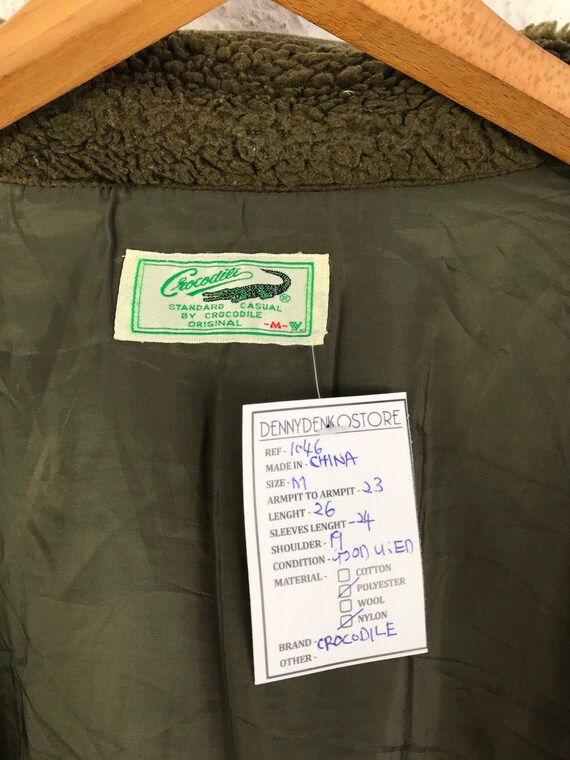 Crocodile ®
STANDARD CASUAL
BY CROCODILE
ORIGINAL -M- W
DENNYDENKOSTORE
REF - 1046
MADE IN - CHINA
SIZE - M
ARMPIT TO ARMPIT - 23
LENGHT - 26
SLEEVES LENGHT - 24
SHOULDER - 19
CONDITION - GOOD USED
MATERIAL - COTTON
POLYESTER
WOOL
NYLON
BRAND - CROCODILE
OTHER -